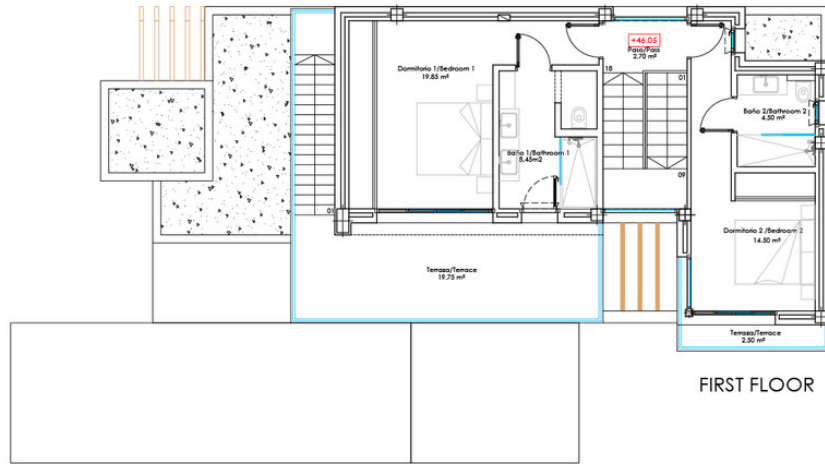 +46.05
Paso/Pass
2.70 m²
Dormitorio 1/Bedroom 1
19.85 m²
18
01
Baño 2/Bathroom 2
4.50 m²
Baño 1/Bathroom 1
8,45m2
09
01
Dormitorio 2 /Bedroom 2
14.50 m²
Terraza/Terrace
19.75 m²
Terraza/Terrace
2.50 m²
FIRST FLOOR